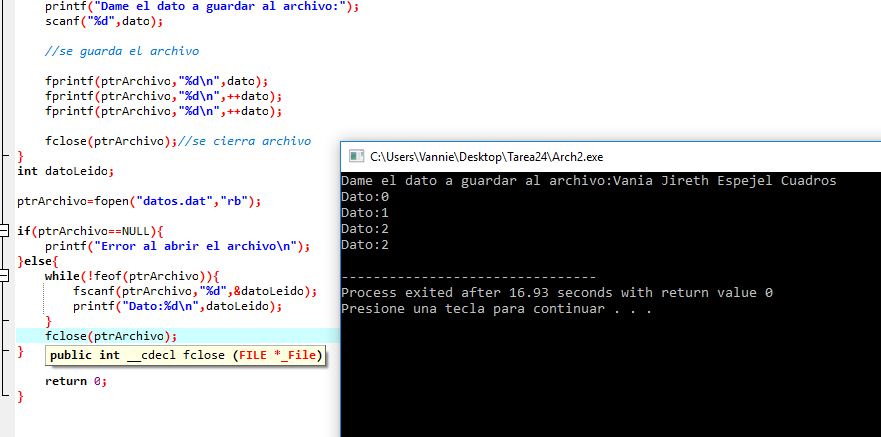 printf("Dame el dato a guardar al archivo:");
scanf("%d",dato);
//se guarda el archivo
fprintf(ptrArchivo,"%d\n",dato);
fprintf(ptrArchivo,"%d\n",++dato);
fprintf(ptrArchivo,"%d\n",++dato);
fclose(ptrArchivo);//se cierra archivo
}
int datoLeido;
ptrArchivo=fopen("datos.dat","rb");
if(ptrArchivo==NULL){
printf("Error al abrir el archivo\n");
}else{
while(!feof(ptrArchivo)){
fscanf(ptrArchivo,"%d",&datoLeido);
printf("Dato:%d\n",datoLeido);
}
fclose(ptrArchivo);
}
public int __cdecl fclose (FILE *_File)
return 0;
}
C:\Users\Vannie\Desktop\Tarea24\Arch2.exe
Dame el dato a guardar al archivo:Vania Jireth Espejel Cuadros
Dato:0
Dato:1
Dato:2
Dato:2
--------------------------------
Process exited after 16.93 seconds with return value 0
Presione una tecla para continuar . . .